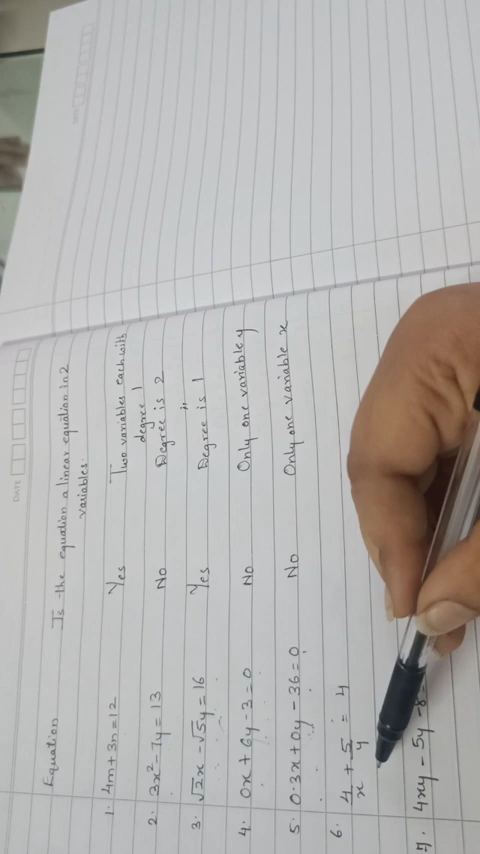 DATE
DATE
Equation Is the equation a linear equation in 2
variables.
1. 4m+3n=12 Yes Two variables each with
degree 1
2. 3x²-7y=13 No Degree is 2
3. √2x-√5y=16 Yes Degree is 1
4. 0x+6y-3=0 No Only one variable y
5. 0.3x+0y-36=0 No Only one variable x
6. 4/x + 5/y = 4
7. 4xy-5y-8=